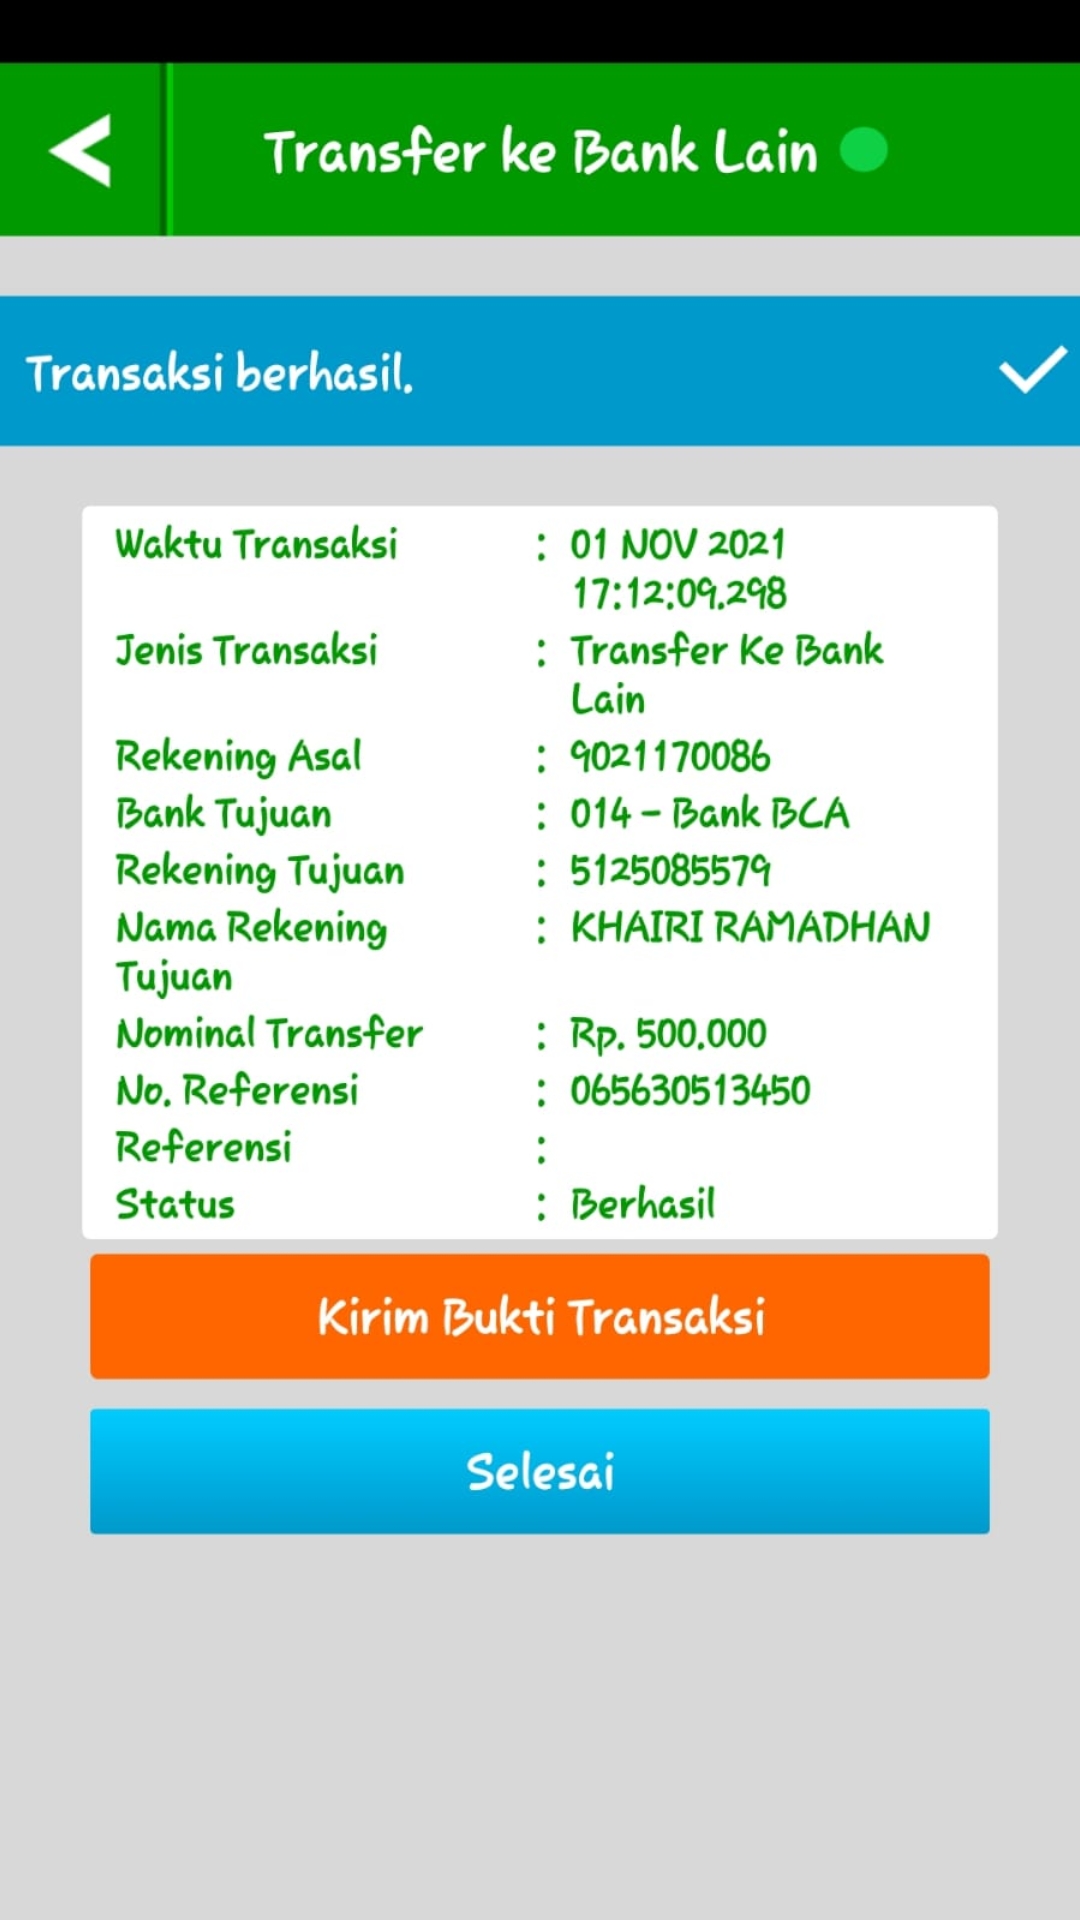 Transfer ke Bank Lain
Transaksi berhasil.
Waktu Transaksi : 01 NOV 2021
17:12:09.298
Jenis Transaksi : Transfer Ke Bank
Lain
Rekening Asal : 9021170086
Bank Tujuan : 014 - Bank BCA
Rekening Tujuan : 5125085579
Nama Rekening : KHAIRI RAMADHAN
Tujuan
Nominal Transfer : Rp. 500.000
No. Referensi : 065630513450
Referensi :
Status : Berhasil
Kirim Bukti Transaksi
Selesai